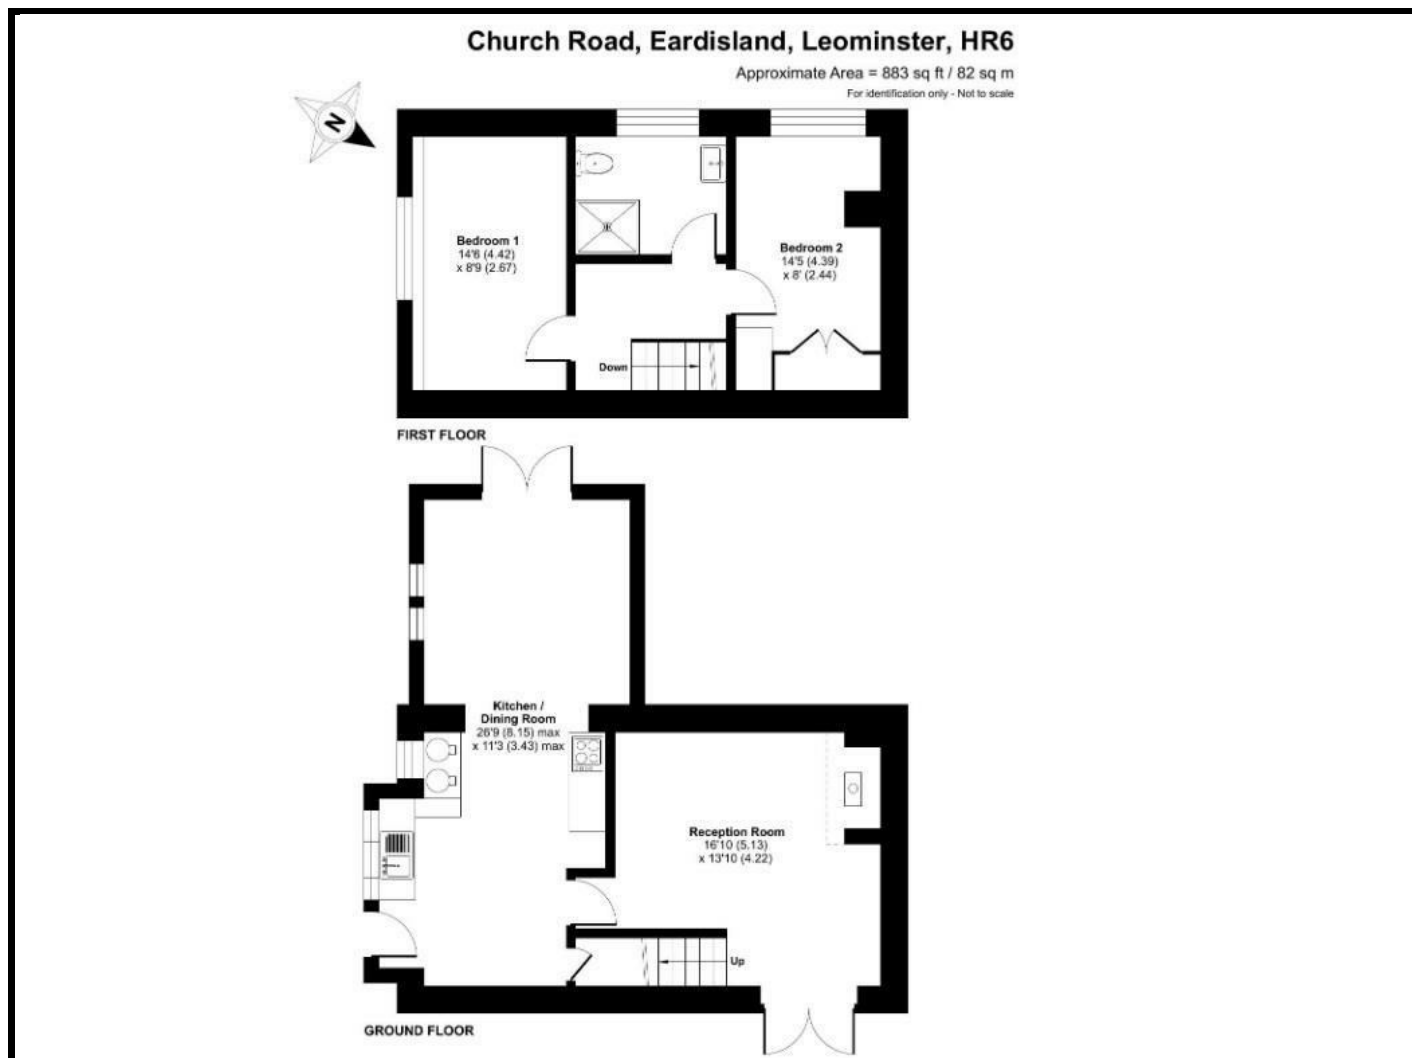 Church Road, Eardisland, Leominster, HR6
Approximate Area = 883 sq ft / 82 sq m
For identification only - Not to scale
N
Bedroom 1
14'6 (4.42)
x 8'9 (2.67)
Bedroom 2
14'5 (4.39)
x 8' (2.44)
Down
FIRST FLOOR
Kitchen /
Dining Room
26'9 (8.15) max
x 11'3 (3.43) max
Reception Room
16'10 (5.13)
x 13'10 (4.22)
Up
GROUND FLOOR